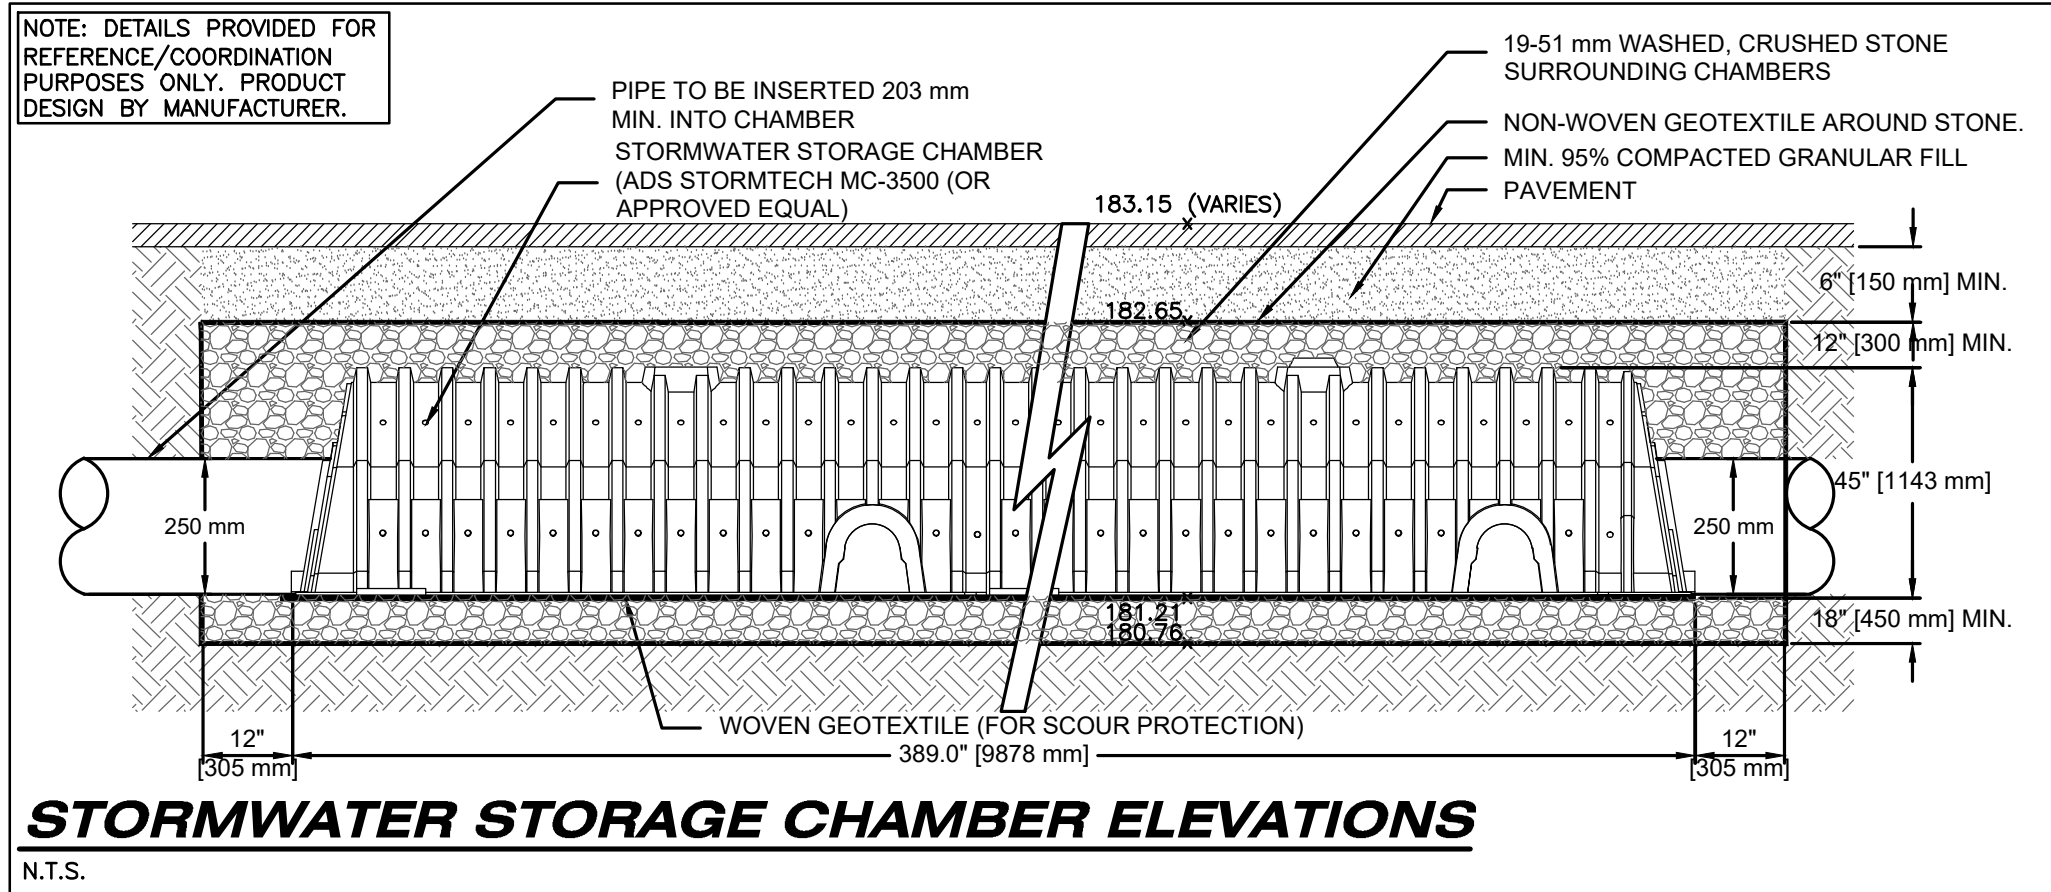 NOTE: DETAILS PROVIDED FOR
REFERENCE/COORDINATION
PURPOSES ONLY. PRODUCT
DESIGN BY MANUFACTURER.
PIPE TO BE INSERTED 203 mm
MIN. INTO CHAMBER
STORMWATER STORAGE CHAMBER
(ADS STORMTECH MC-3500 (OR
APPROVED EQUAL)
19-51 mm WASHED, CRUSHED STONE
SURROUNDING CHAMBERS
NON-WOVEN GEOTEXTILE AROUND STONE.
MIN. 95% COMPACTED GRANULAR FILL
PAVEMENT
183.15 (VARIES)
6" [150 mm] MIN.
182.65
12" [300 mm] MIN.
45" [1143 mm]
250 mm
250 mm
181.21
180.76
18" [450 mm] MIN.
WOVEN GEOTEXTILE (FOR SCOUR PROTECTION)
12"
[305 mm]
389.0" [9878 mm]
12"
[305 mm]
STORMWATER STORAGE CHAMBER ELEVATIONS
N.T.S.